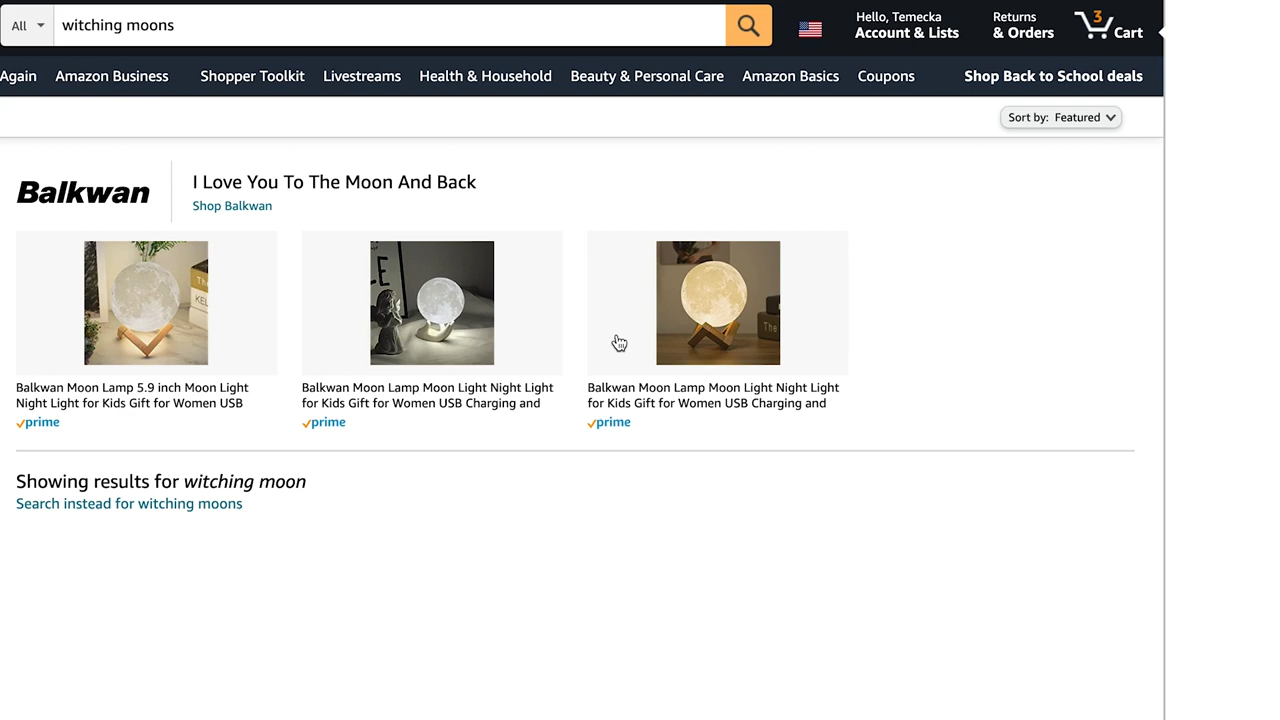 All
witching moons
Hello, Temecka
Account & Lists
Returns
& Orders
3
Cart
Again
Amazon Business
Shopper Toolkit
Livestreams
Health & Household
Beauty & Personal Care
Amazon Basics
Coupons
Shop Back to School deals
Sort by: Featured
Balkwan
I Love You To The Moon And Back
Shop Balkwan
Balkwan Moon Lamp 5.9 inch Moon Light
Night Light for Kids Gift for Women USB
prime
Balkwan Moon Lamp Moon Light Night Light
for Kids Gift for Women USB Charging and
prime
Balkwan Moon Lamp Moon Light Night Light
for Kids Gift for Women USB Charging and
prime
Showing results for witching moon
Search instead for witching moons